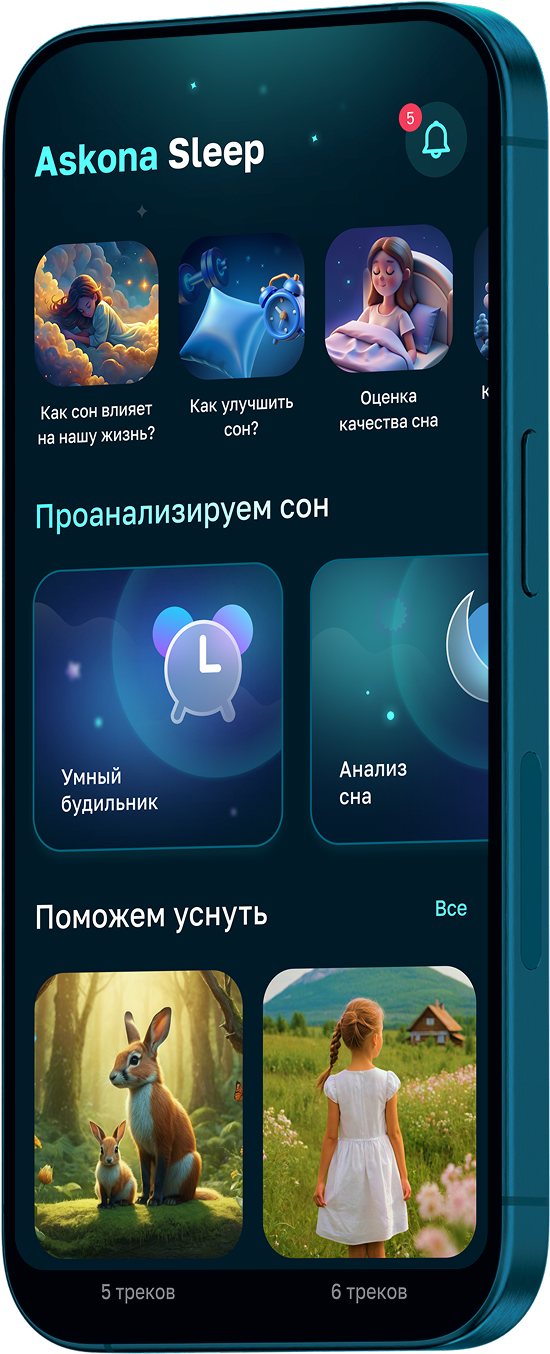 Askona Sleep
5
Как сон влияет
на нашу жизнь?
Как улучшить
сон?
Оценка
качества сна
К
Проанализируем сон
Умный
будильник
Анализ
сна
Поможем уснуть
Все
5 треков
6 треков